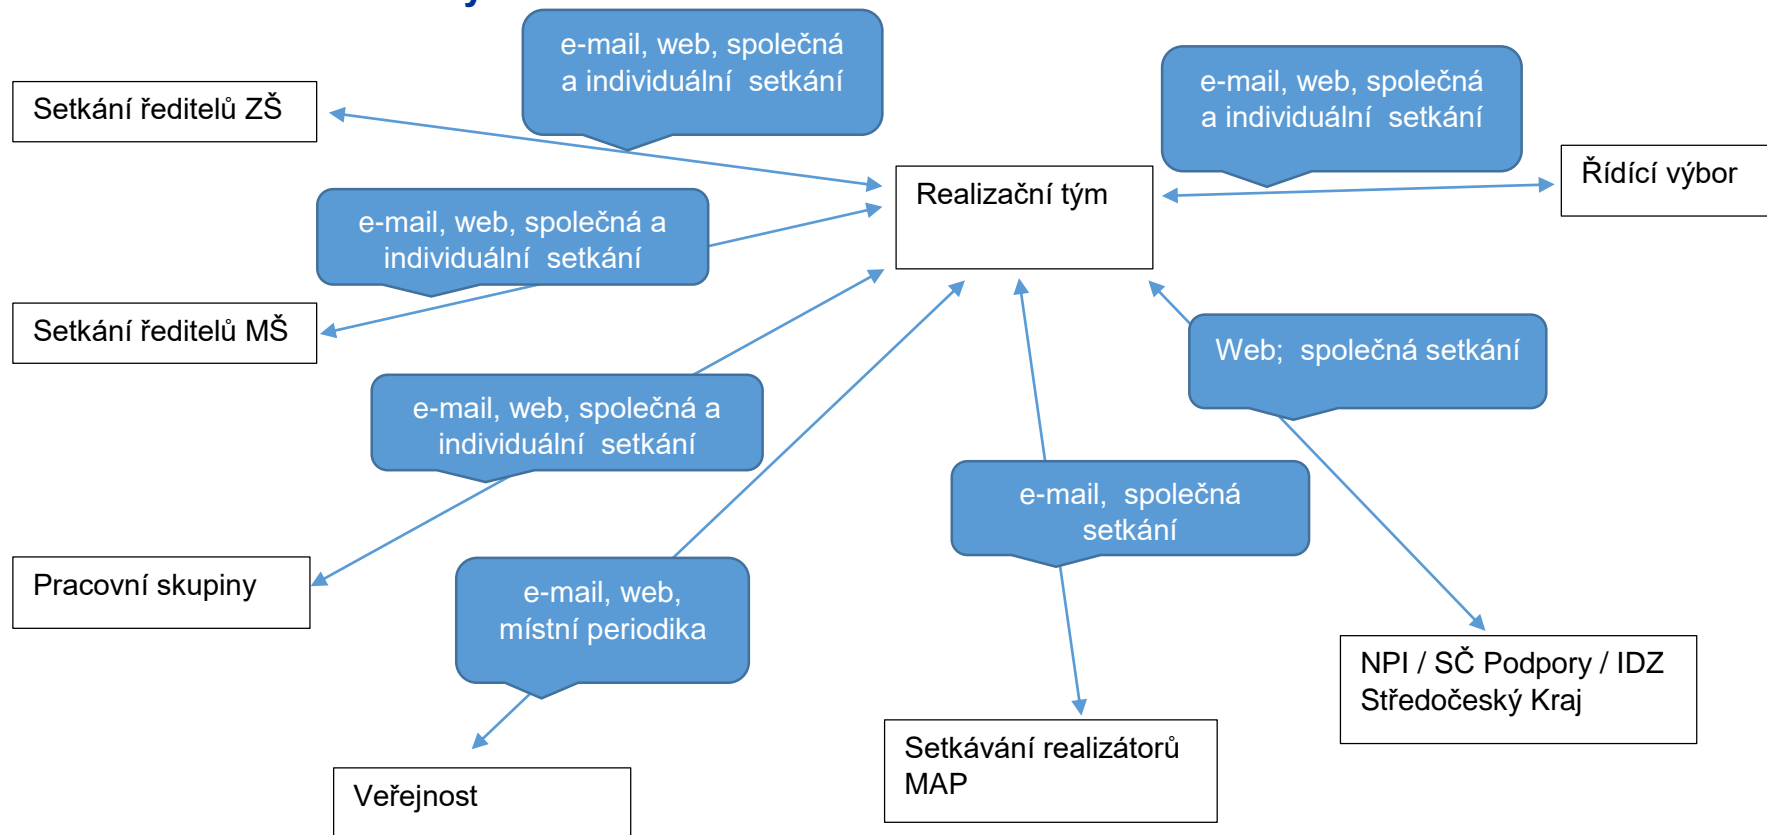 e-mail, web, společná
a individuální setkání
e-mail, web, společná
a individuální setkání
Setkání ředitelů ZŠ
Řídící výbor
Realizační tým
e-mail, web, společná a
individuální setkání
Setkání ředitelů MŠ
Web; společná setkání
e-mail, web, společná a
individuální setkání
e-mail, společná
setkání
Pracovní skupiny
e-mail, web,
místní periodika
NPI / SČ Podpory / IDZ
Středočeský Kraj
Setkávání realizátorů
MAP
Veřejnost